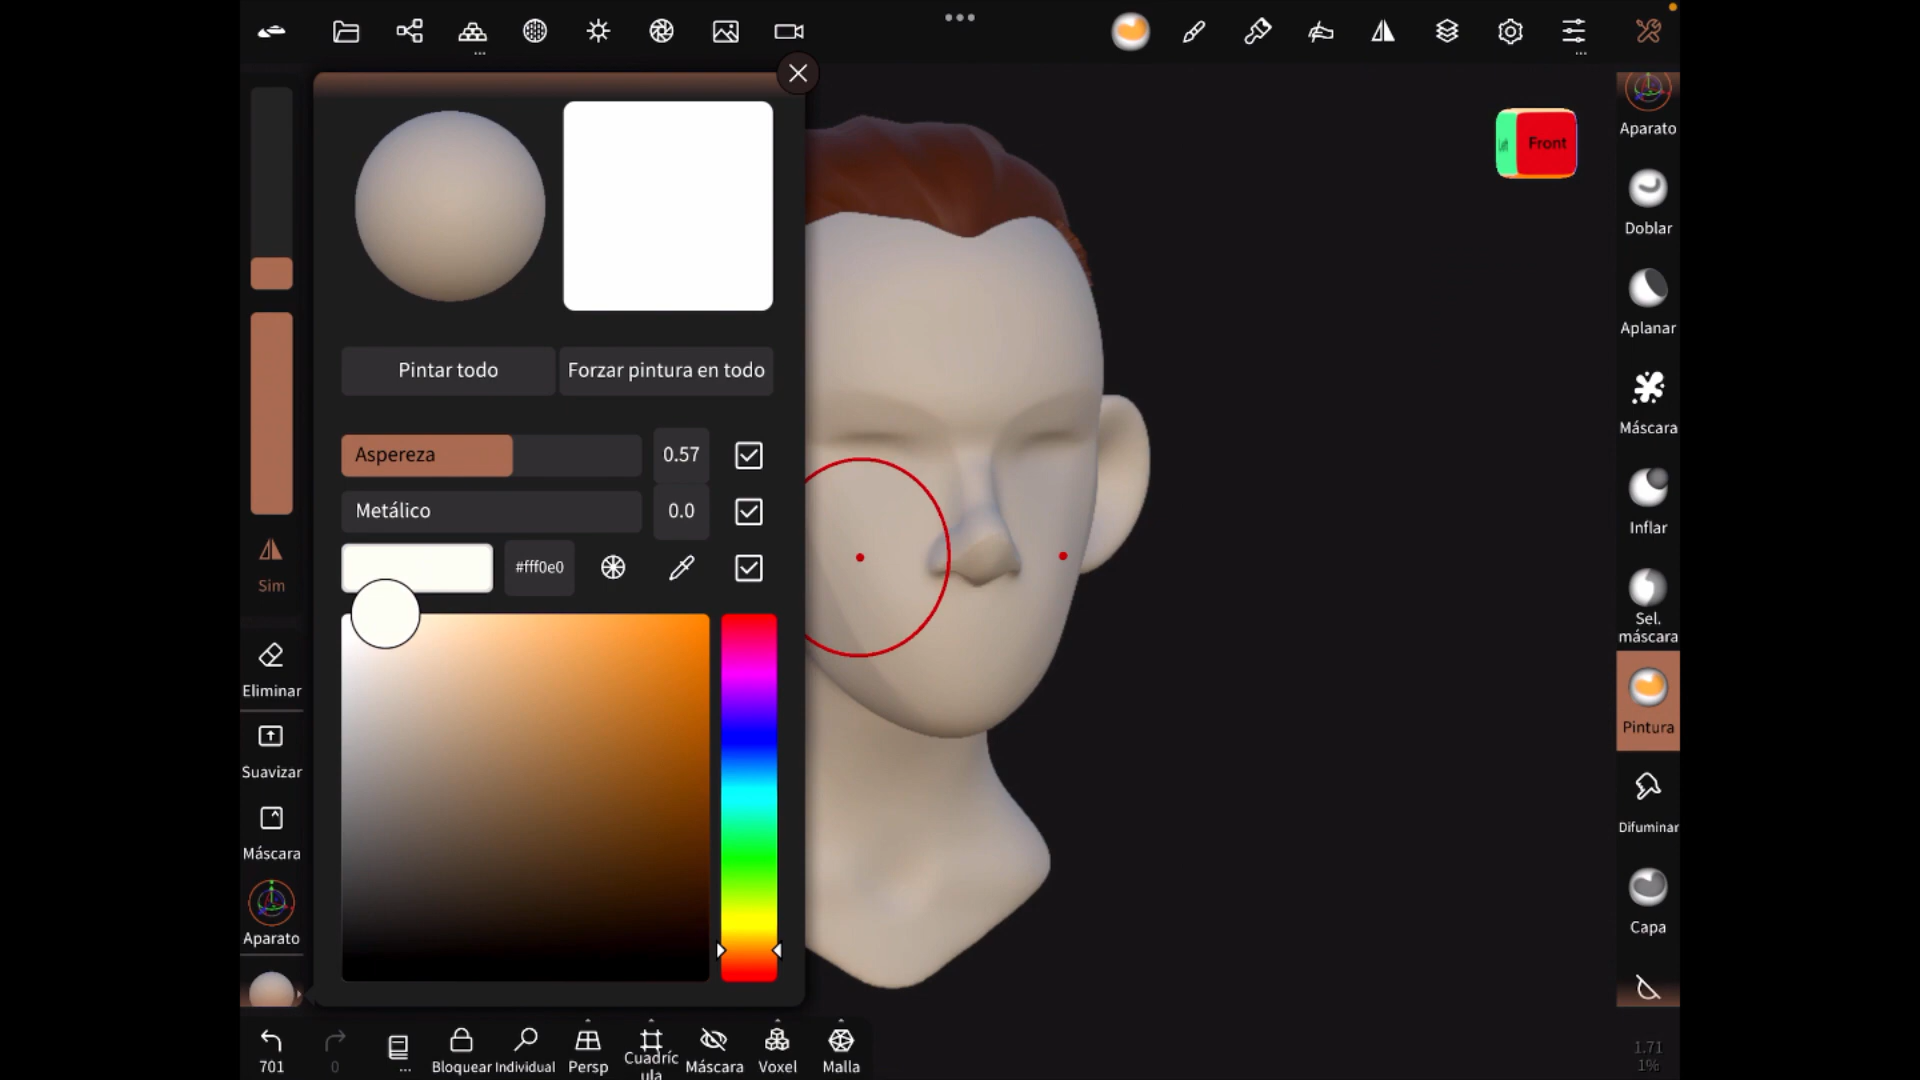 Front
Left
Pintar todo
Forzar pintura en todo
Aspereza
0.57
Metálico
0.0
#fff0e0
Sim
Eliminar
Suavizar
Máscara
Aparato
Aparato
Doblar
Aplanar
Máscara
Inflar
Sel.
máscara
Pintura
Difuminar
Capa
701
0
...
Bloquear
Individual
Persp
Cuadríc
ula
Máscara
Voxel
Malla
1.71
1%